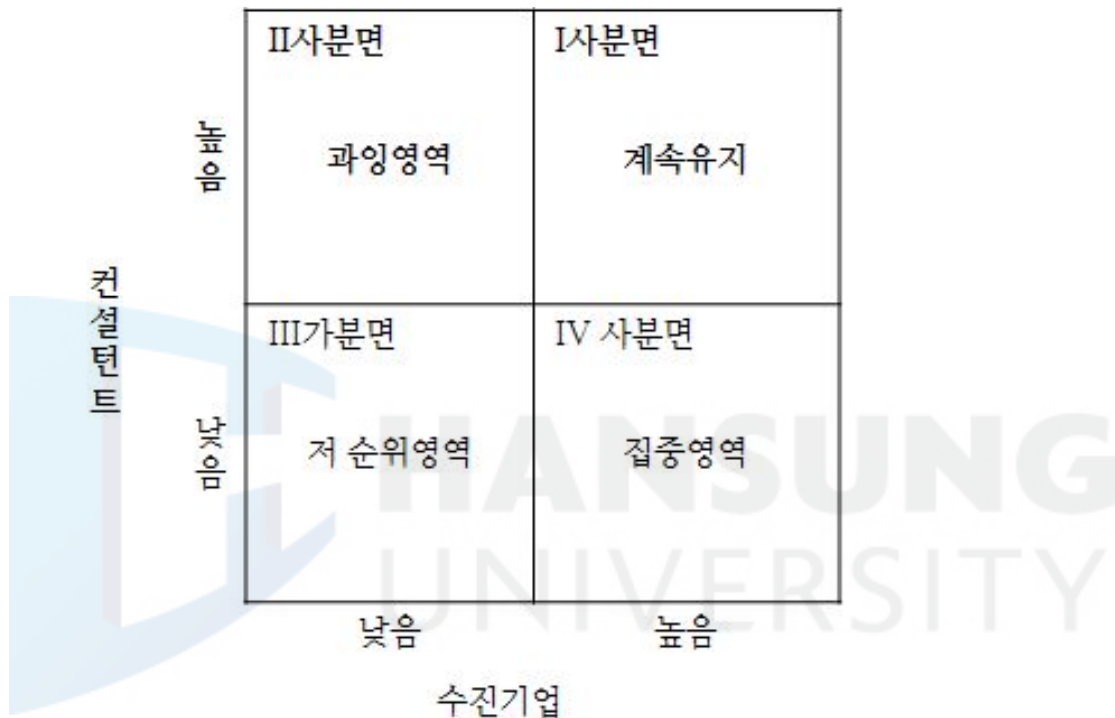 II사분면
I사분면
높음
과잉영역
계속유지
컨설턴트
III가분면
IV 사분면
낮음
저 순위영역
집중영역
HANSUNG
UNIVERSITY
낮음
높음
수진기업